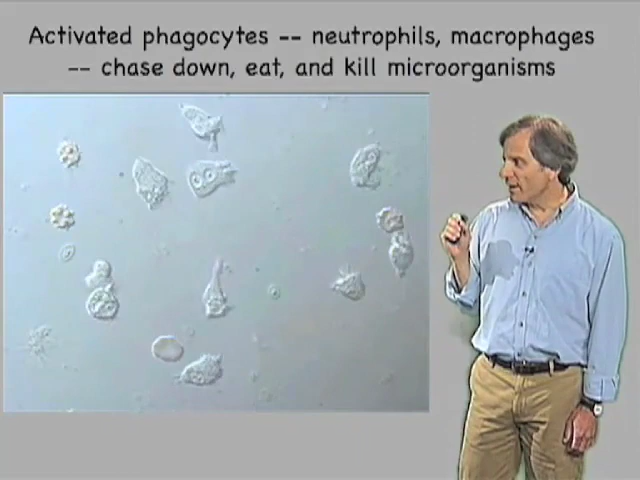 Activated phagocytes -- neutrophils, macrophages
-- chase down, eat, and kill microorganisms